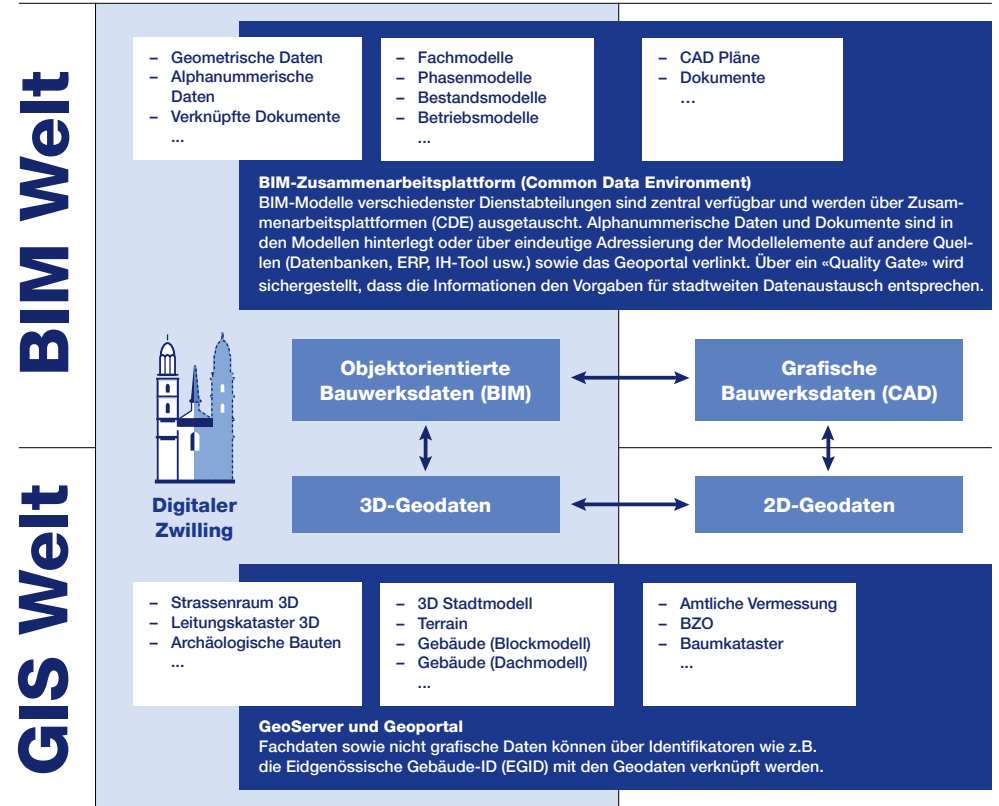 BIM Welt
– Geometrische Daten
– Alphanummerische
Daten
– Verknüpfte Dokumente
...
– Fachmodelle
– Phasenmodelle
– Bestandsmodelle
– Betriebsmodelle
...
– CAD Pläne
– Dokumente
...
BIM-Zusammenarbeitsplattform (Common Data Environment)
BIM-Modelle verschiedenster Dienstabteilungen sind zentral verfügbar und werden über Zusam-
menarbeitsplattformen (CDE) ausgetauscht. Alphanummerische Daten und Dokumente sind in
den Modellen hinterlegt oder über eindeutige Adressierung der Modellelemente auf andere Quel-
len (Datenbanken, ERP, IH-Tool usw.) sowie das Geoportal verlinkt. Über ein «Quality Gate» wird
sichergestellt, dass die Informationen den Vorgaben für stadtweiten Datenaustausch entsprechen.
Objektorientierte
Bauwerksdaten (BIM)
Grafische
Bauwerksdaten (CAD)
Digitaler
Zwilling
3D-Geodaten
2D-Geodaten
GIS Welt
– Strassenraum 3D
– Leitungskataster 3D
– Archäologische Bauten
...
– 3D Stadtmodell
– Terrain
– Gebäude (Blockmodell)
– Gebäude (Dachmodell)
...
– Amtliche Vermessung
– BZO
– Baumkataster
...
GeoServer und Geoportal
Fachdaten sowie nicht grafische Daten können über Identifikatoren wie z.B.
die Eidgenössische Gebäude-ID (EGID) mit den Geodaten verknüpft werden.